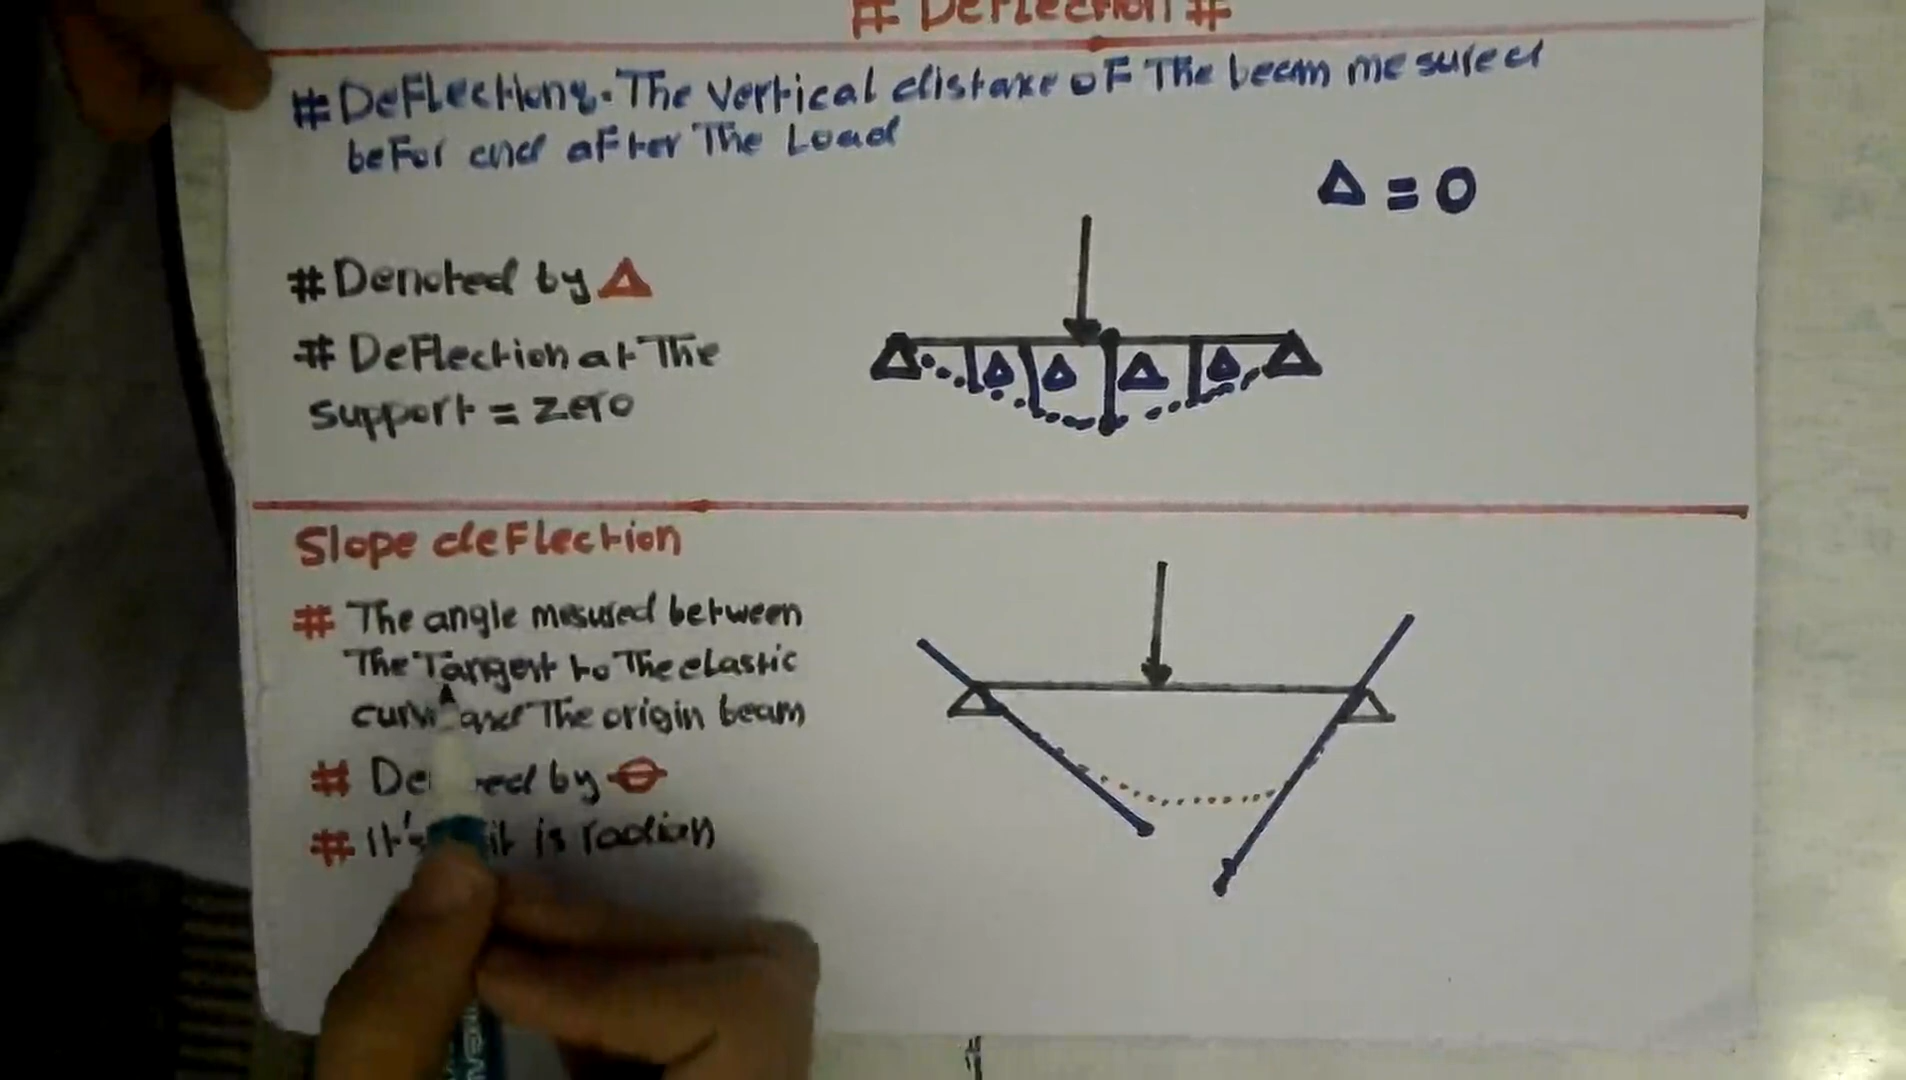 # Deflection #
# Deflection:- The vertical distance of The beam mesured
befor and after The Load
Δ = 0
# Denoted by Δ
# Deflection at The
support = zero
Δ Δ Δ Δ
Slope deflection
# The angle mesured between
The Tangent to The elastic
and The origin beam
# by θ
# is radian